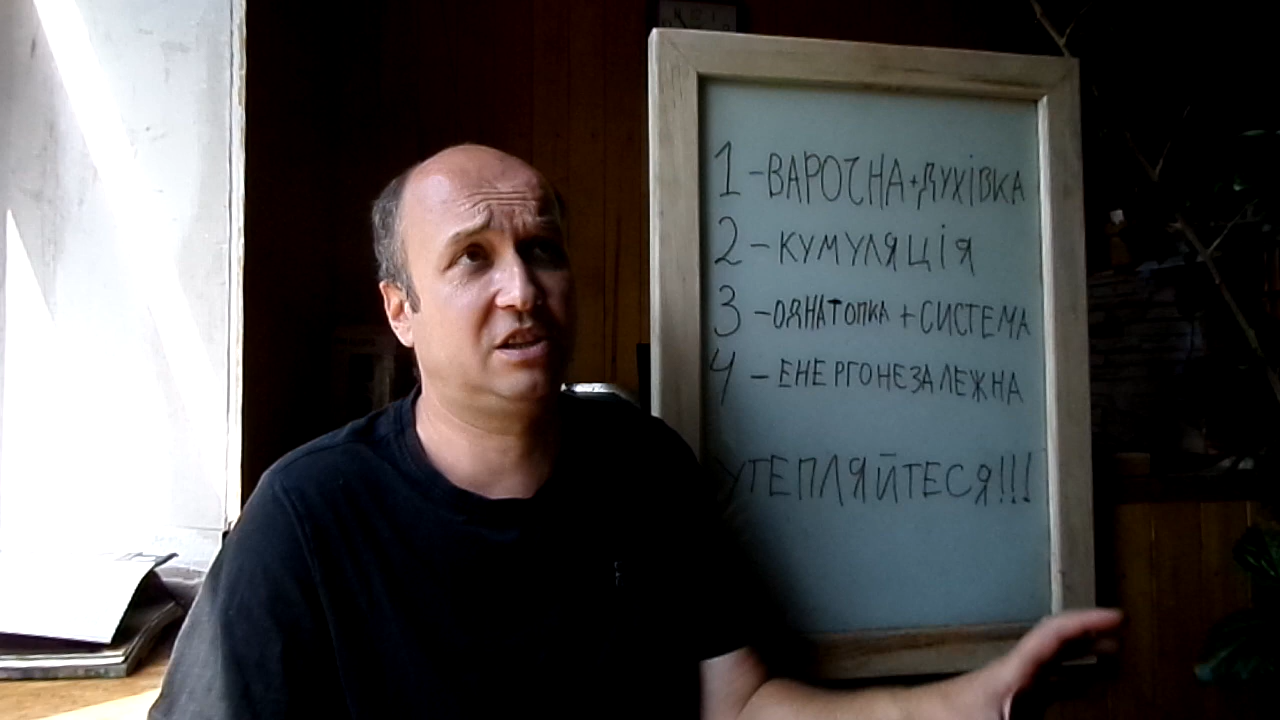 1 - ВАРОЧНА + ДУХІВКА
2 - КУМУЛЯЦІЯ
3 - ОДНА ТОПКА + СИСТЕМА
4 - ЕНЕРГОНЕЗАЛЕЖНА
УТЕПЛЯЙТЕСЯ!!!